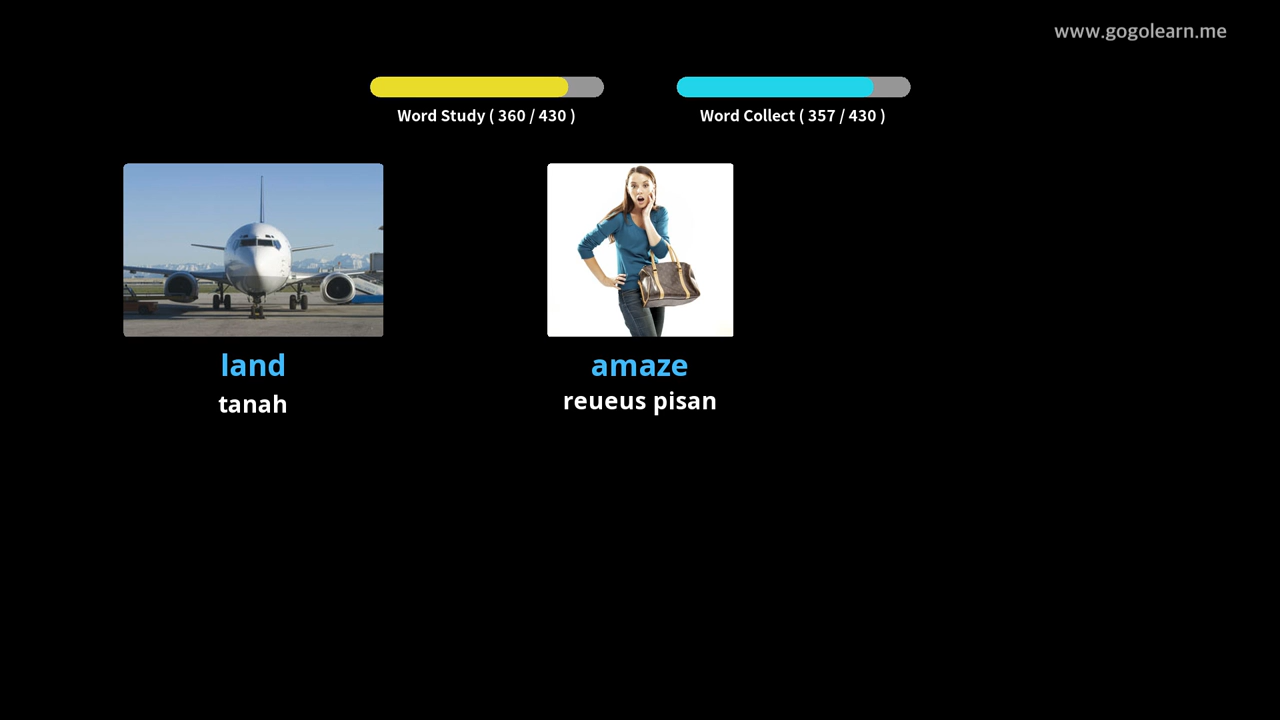 www.gogolearn.me
Word Study ( 360 / 430 )
Word Collect ( 357 / 430 )
land
tanah
amaze
reueus pisan